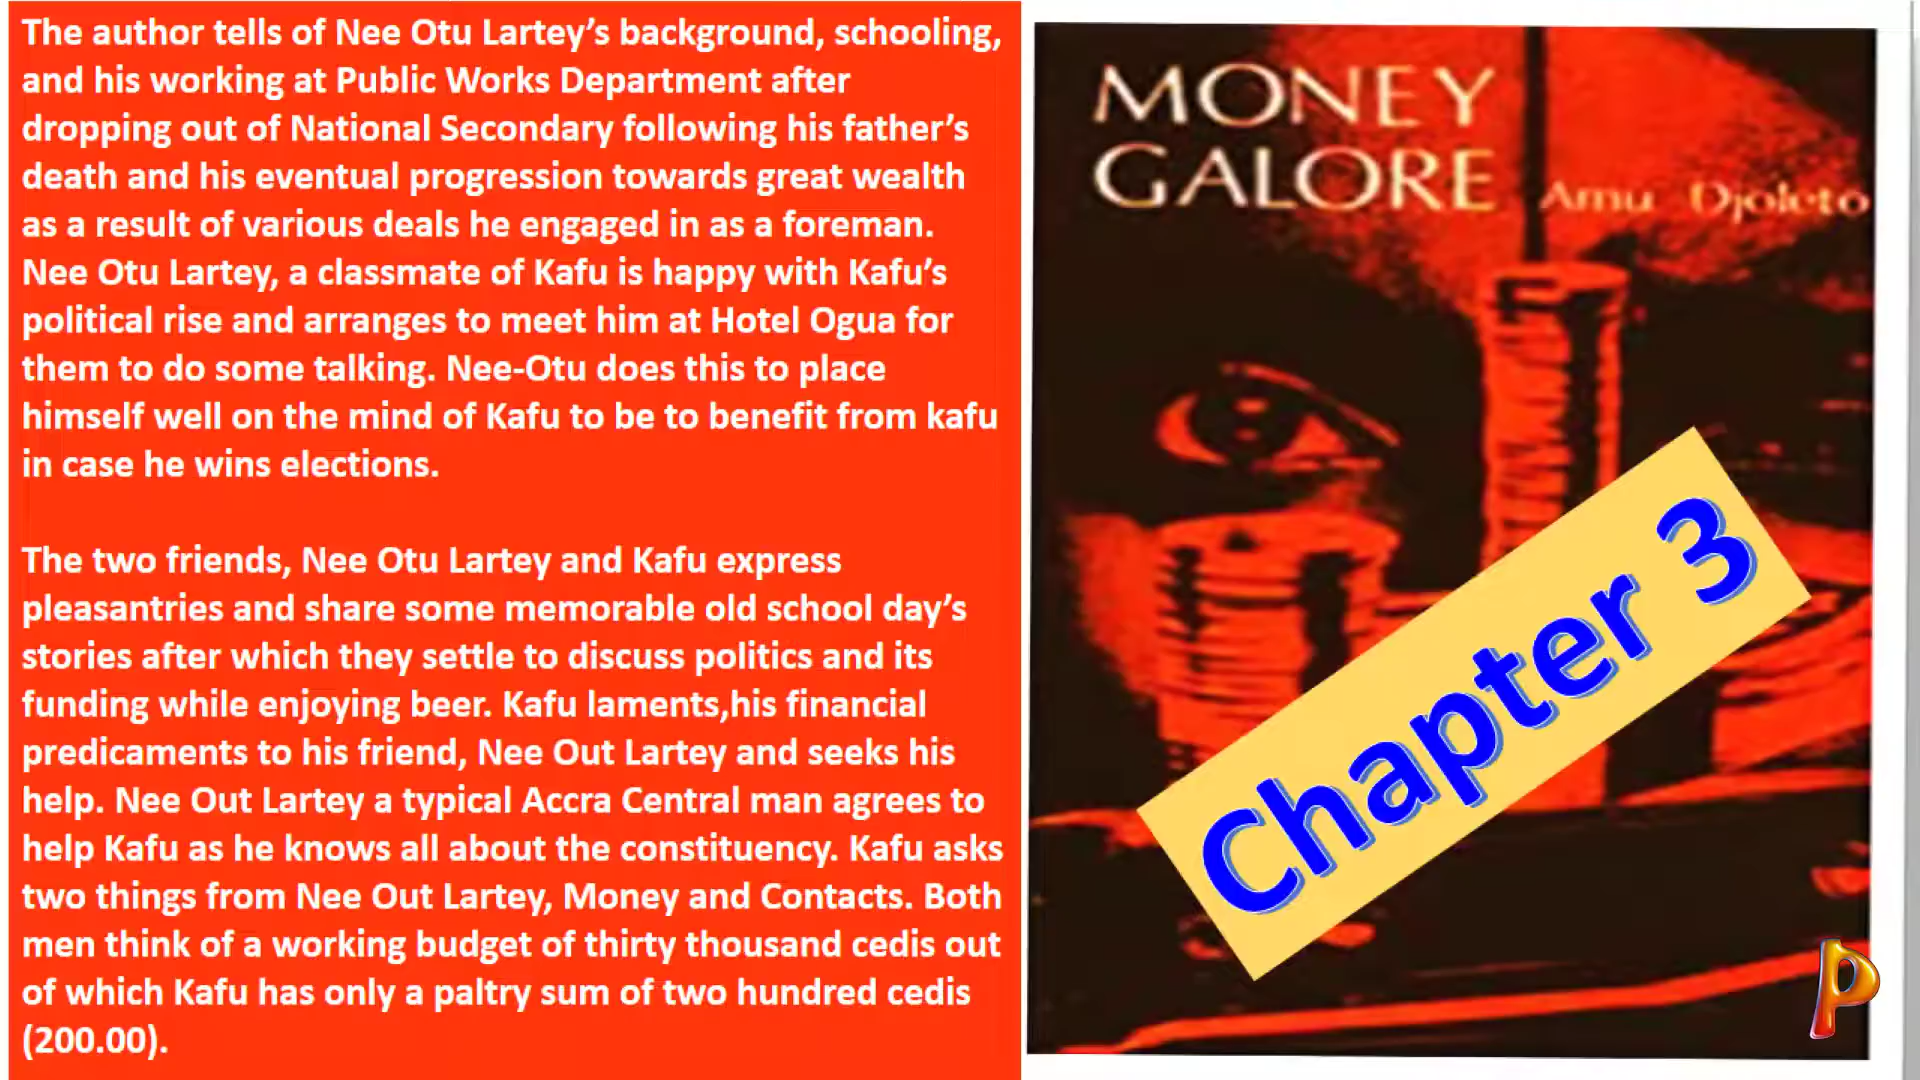 The author tells of Nee Otu Lartey’s background, schooling,
and his working at Public Works Department after
dropping out of National Secondary following his father’s
death and his eventual progression towards great wealth
as a result of various deals he engaged in as a foreman.
Nee Otu Lartey, a classmate of Kafu is happy with Kafu’s
political rise and arranges to meet him at Hotel Ogua for
them to do some talking. Nee-Otu does this to place
himself well on the mind of Kafu to be to benefit from kafu
in case he wins elections.
The two friends, Nee Otu Lartey and Kafu express
pleasantries and share some memorable old school day’s
stories after which they settle to discuss politics and its
funding while enjoying beer. Kafu laments,his financial
predicaments to his friend, Nee Out Lartey and seeks his
help. Nee Out Lartey a typical Accra Central man agrees to
help Kafu as he knows all about the constituency. Kafu asks
two things from Nee Out Lartey, Money and Contacts. Both
men think of a working budget of thirty thousand cedis out
of which Kafu has only a paltry sum of two hundred cedis
(200.00).
MONEY
GALORE Amu Djoleto
Chapter 3
P